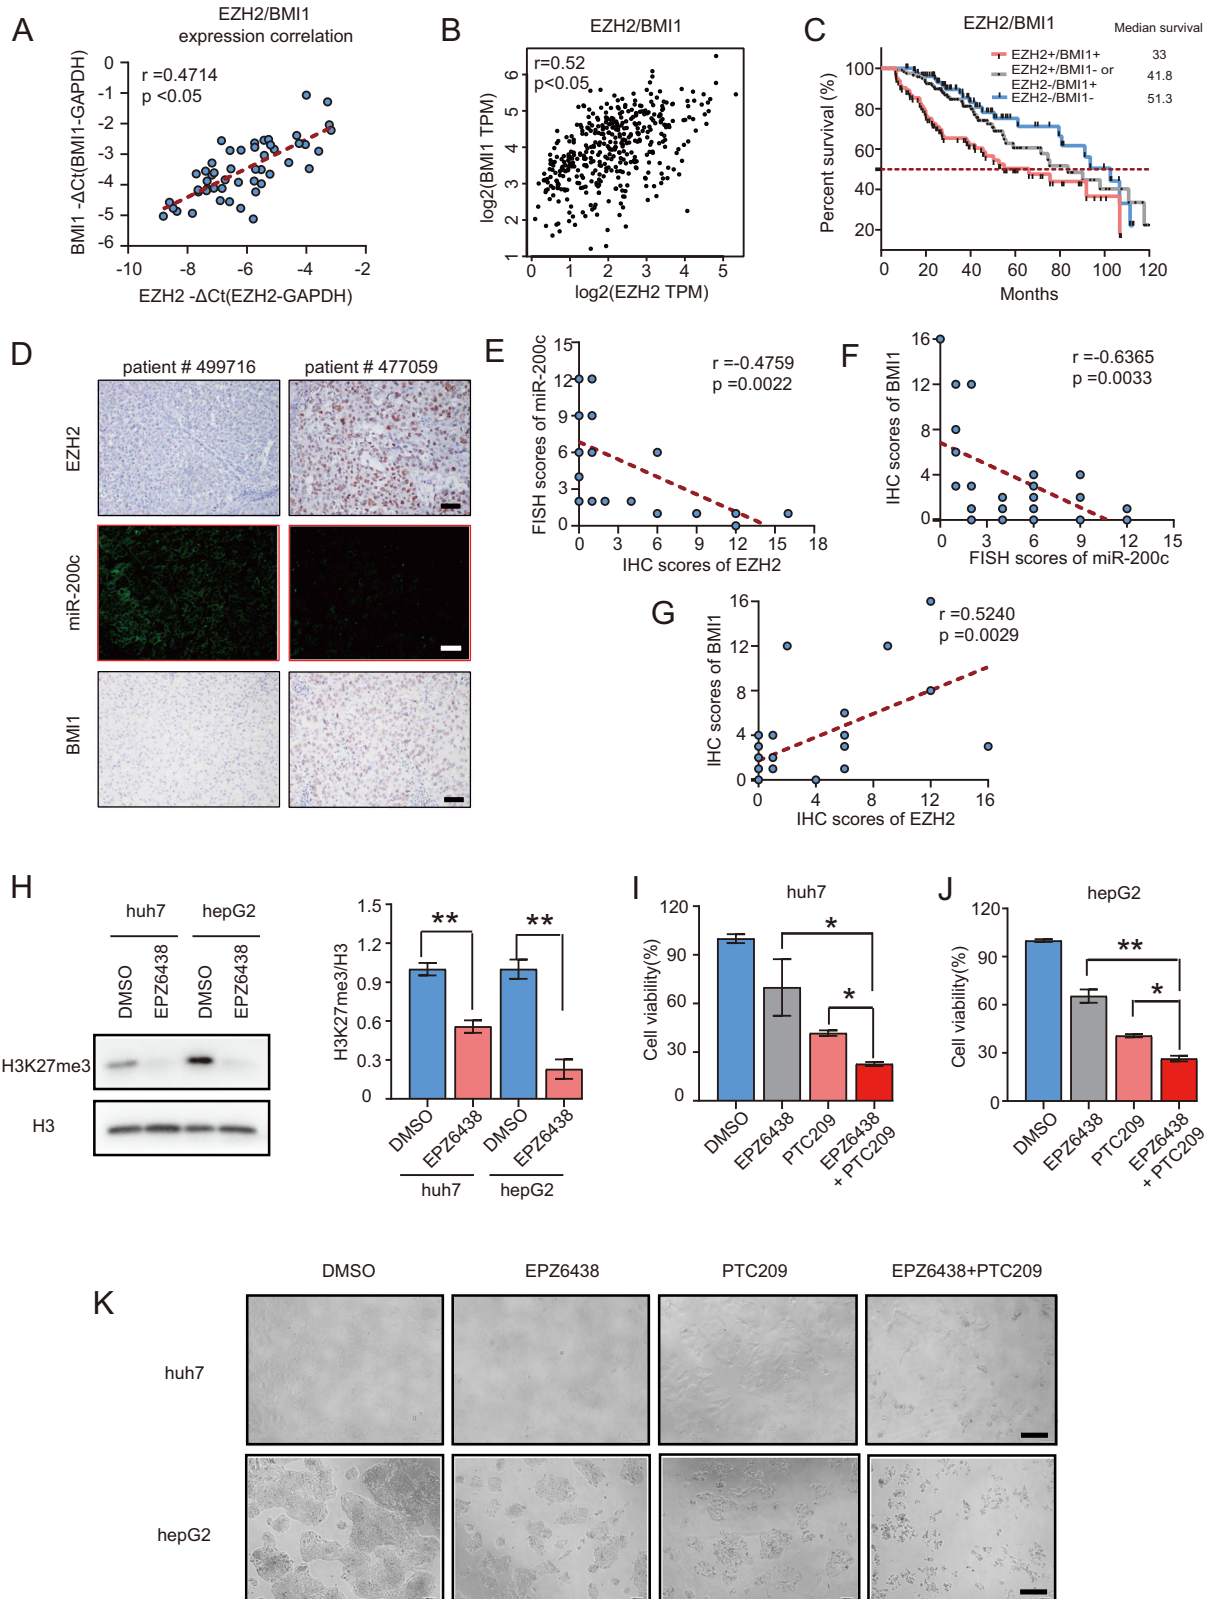 A
EZH2/BMI1
expression correlation
r =0.4714
p <0.05
BMI1 -ΔCt(BMI1-GAPDH)
0
-1
-2
-3
-4
-5
-6
-10
-8
-6
-4
-2
EZH2 -ΔCt(EZH2-GAPDH)
B
EZH2/BMI1
r=0.52
p<0.05
log2(BMI1 TPM)
6
5
4
3
2
1
0
1
2
3
4
5
log2(EZH2 TPM)
C
EZH2/BMI1
Median survival
EZH2+/BMI1+
33
EZH2+/BMI1- or
EZH2-/BMI1+
41.8
EZH2-/BMI1-
51.3
Percent survival (%)
100
80
60
40
20
0
20
40
60
80
100
120
Months
D
patient # 499716
patient # 477059
EZH2
miR-200c
BMI1
E
r =-0.4759
p =0.0022
FISH scores of miR-200c
15
12
9
6
3
0
0
3
6
9
12
15
18
IHC scores of EZH2
F
r =-0.6365
p =0.0033
IHC scores of BMI1
16
12
8
4
0
0
3
6
9
12
15
FISH scores of miR-200c
G
r =0.5240
p =0.0029
IHC scores of BMI1
16
12
8
4
0
0
4
8
12
16
IHC scores of EZH2
H
huh7
hepG2
DMSO
EPZ6438
DMSO
EPZ6438
H3K27me3
H3
H3K27me3/H3
1.5
1.2
0.9
0.6
0.3
0
**
**
DMSO
EPZ6438
DMSO
EPZ6438
huh7
hepG2
I
huh7
Cell viability(%)
120
90
60
30
0
*
*
DMSO
EPZ6438
PTC209
EPZ6438
+ PTC209
J
hepG2
Cell viability(%)
120
90
60
30
0
**
*
DMSO
EPZ6438
PTC209
EPZ6438
+ PTC209
K
DMSO
EPZ6438
PTC209
EPZ6438+PTC209
huh7
hepG2